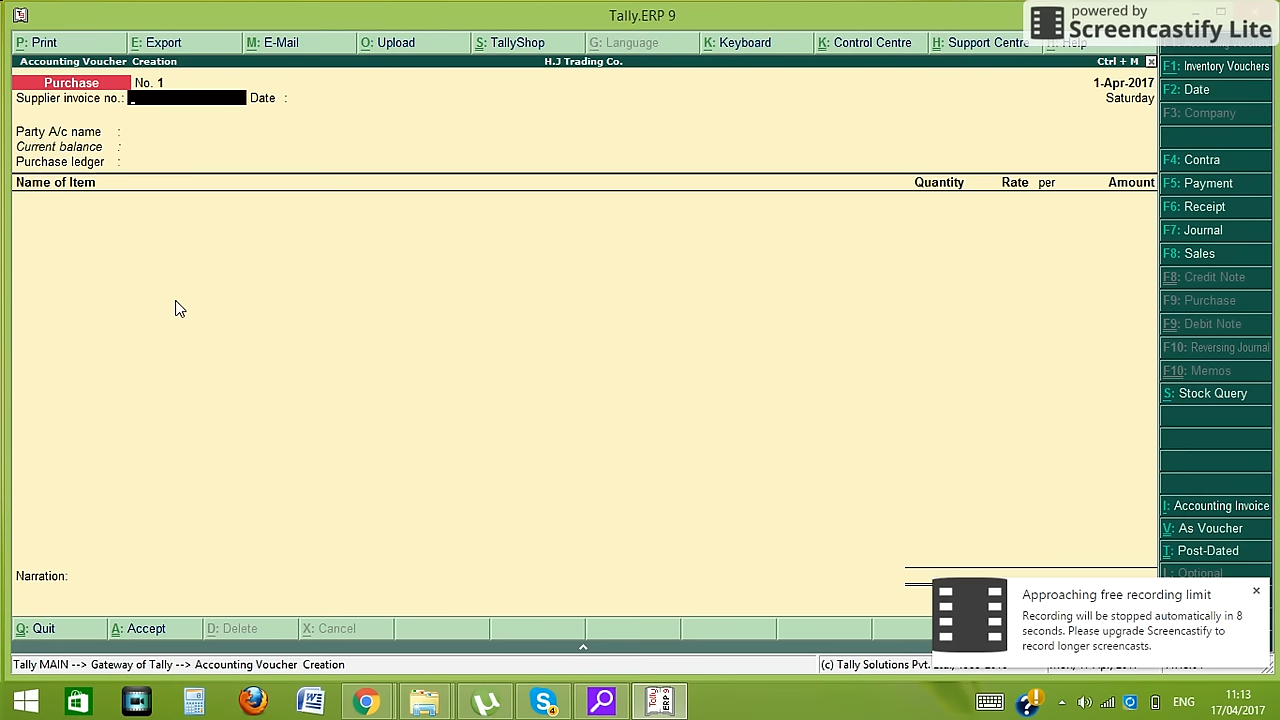 Tally.ERP 9
powered by
Screencastify Lite
P: Print
E: Export
M: E-Mail
O: Upload
S: TallyShop
G: Language
K: Keyboard
K: Control Centre
H: Support Centre
H: Help
Accounting Voucher Creation
H.J Trading Co.
Ctrl + M
Purchase
No. 1
1-Apr-2017
Supplier invoice no.:
Date :
Saturday
Party A/c name :
Current balance :
Purchase ledger :
Name of Item
Quantity
Rate per
Amount
Narration:
F1: Inventory Vouchers
F2: Date
F3: Company
F4: Contra
F5: Payment
F6: Receipt
F7: Journal
F8: Sales
F8: Credit Note
F9: Purchase
F9: Debit Note
F10: Reversing Journal
F10: Memos
S: Stock Query
I: Accounting Invoice
V: As Voucher
T: Post-Dated
L: Optional
Approaching free recording limit
Recording will be stopped automatically in 8
seconds. Please upgrade Screencastify to
record longer screencasts.
Q: Quit
A: Accept
D: Delete
X: Cancel
Tally MAIN --> Gateway of Tally --> Accounting Voucher Creation
(c) Tally Solutions Pvt.
ENG
11:13
17/04/2017